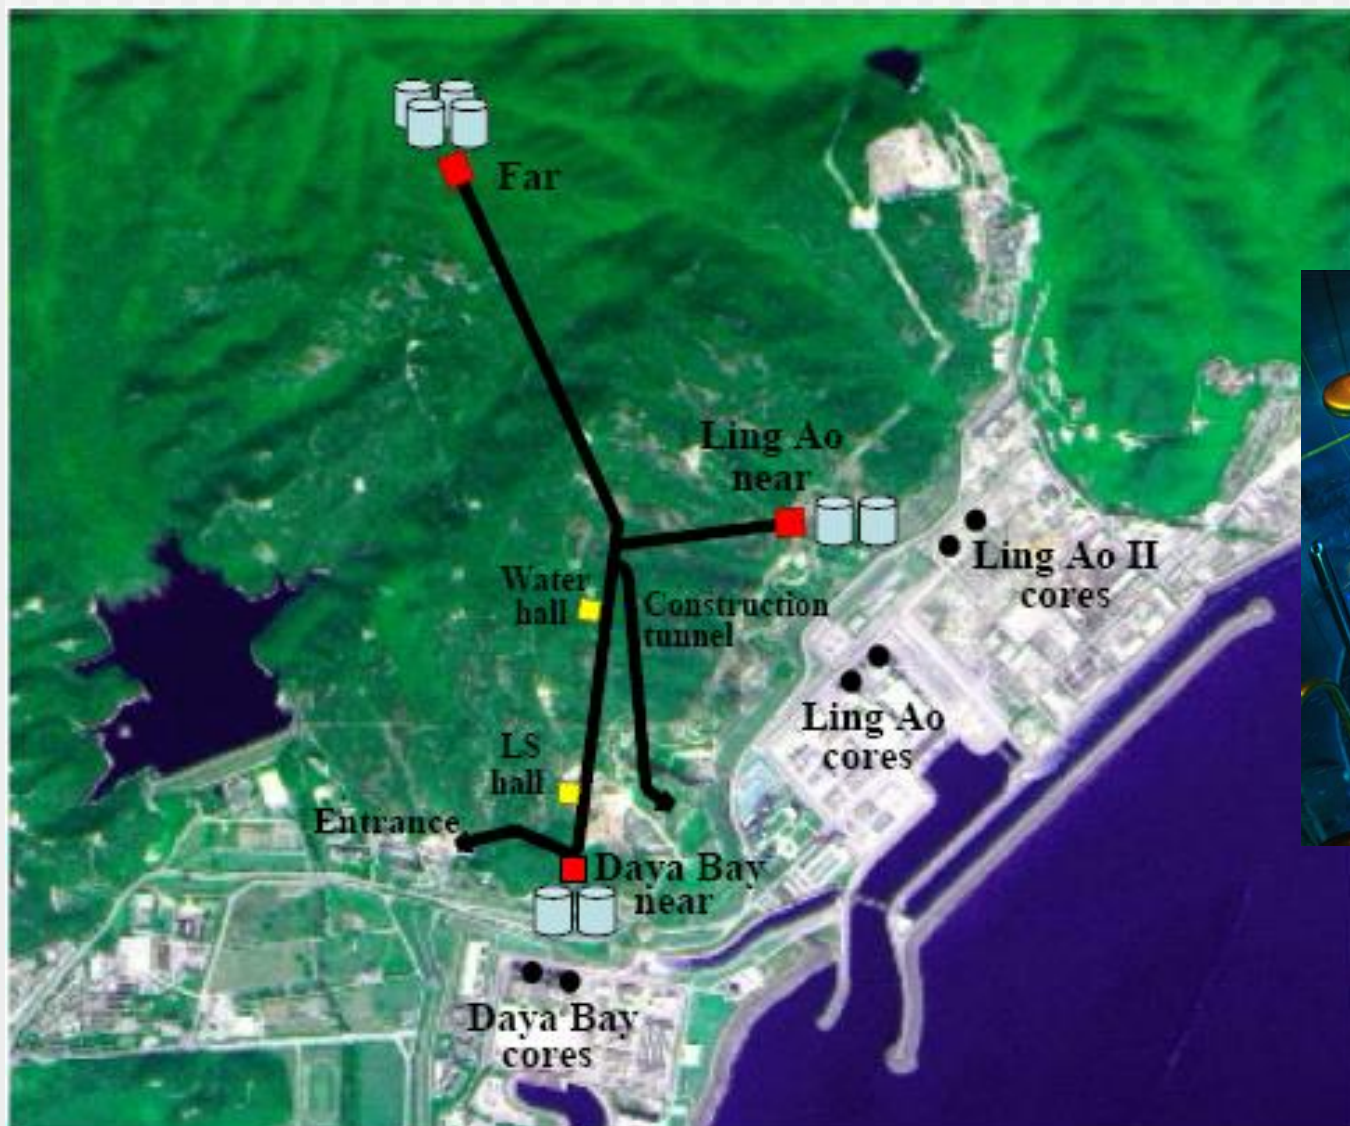 Far
Ling Ao
near
Ling Ao II
cores
Water
hall
Construction
tunnel
Ling Ao
cores
LS
hall
Entrance
Daya Bay
near
Daya Bay
cores